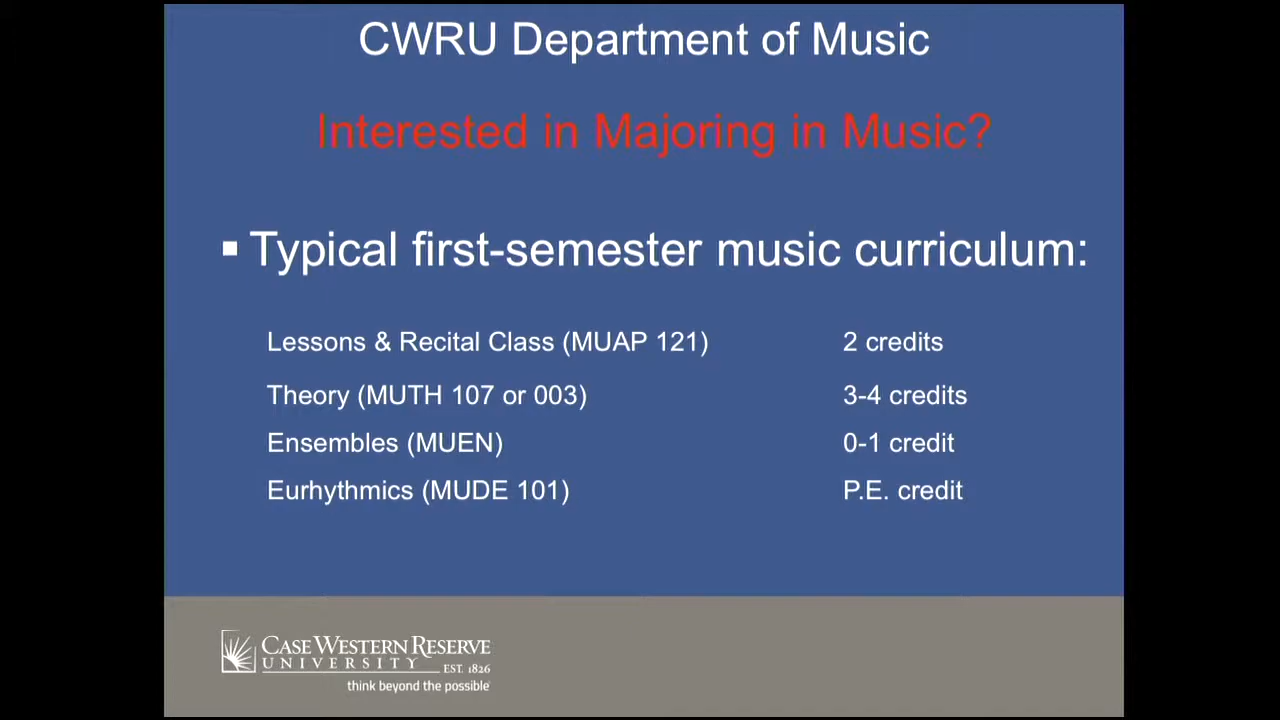 CWRU Department of Music
Interested in Majoring in Music?
▪ Typical first-semester music curriculum:
Lessons & Recital Class (MUAP 121) 2 credits
Theory (MUTH 107 or 003) 3-4 credits
Ensembles (MUEN) 0-1 credit
Eurhythmics (MUDE 101) P.E. credit
CASE WESTERN RESERVE
UNIVERSITY EST. 1826
think beyond the possible